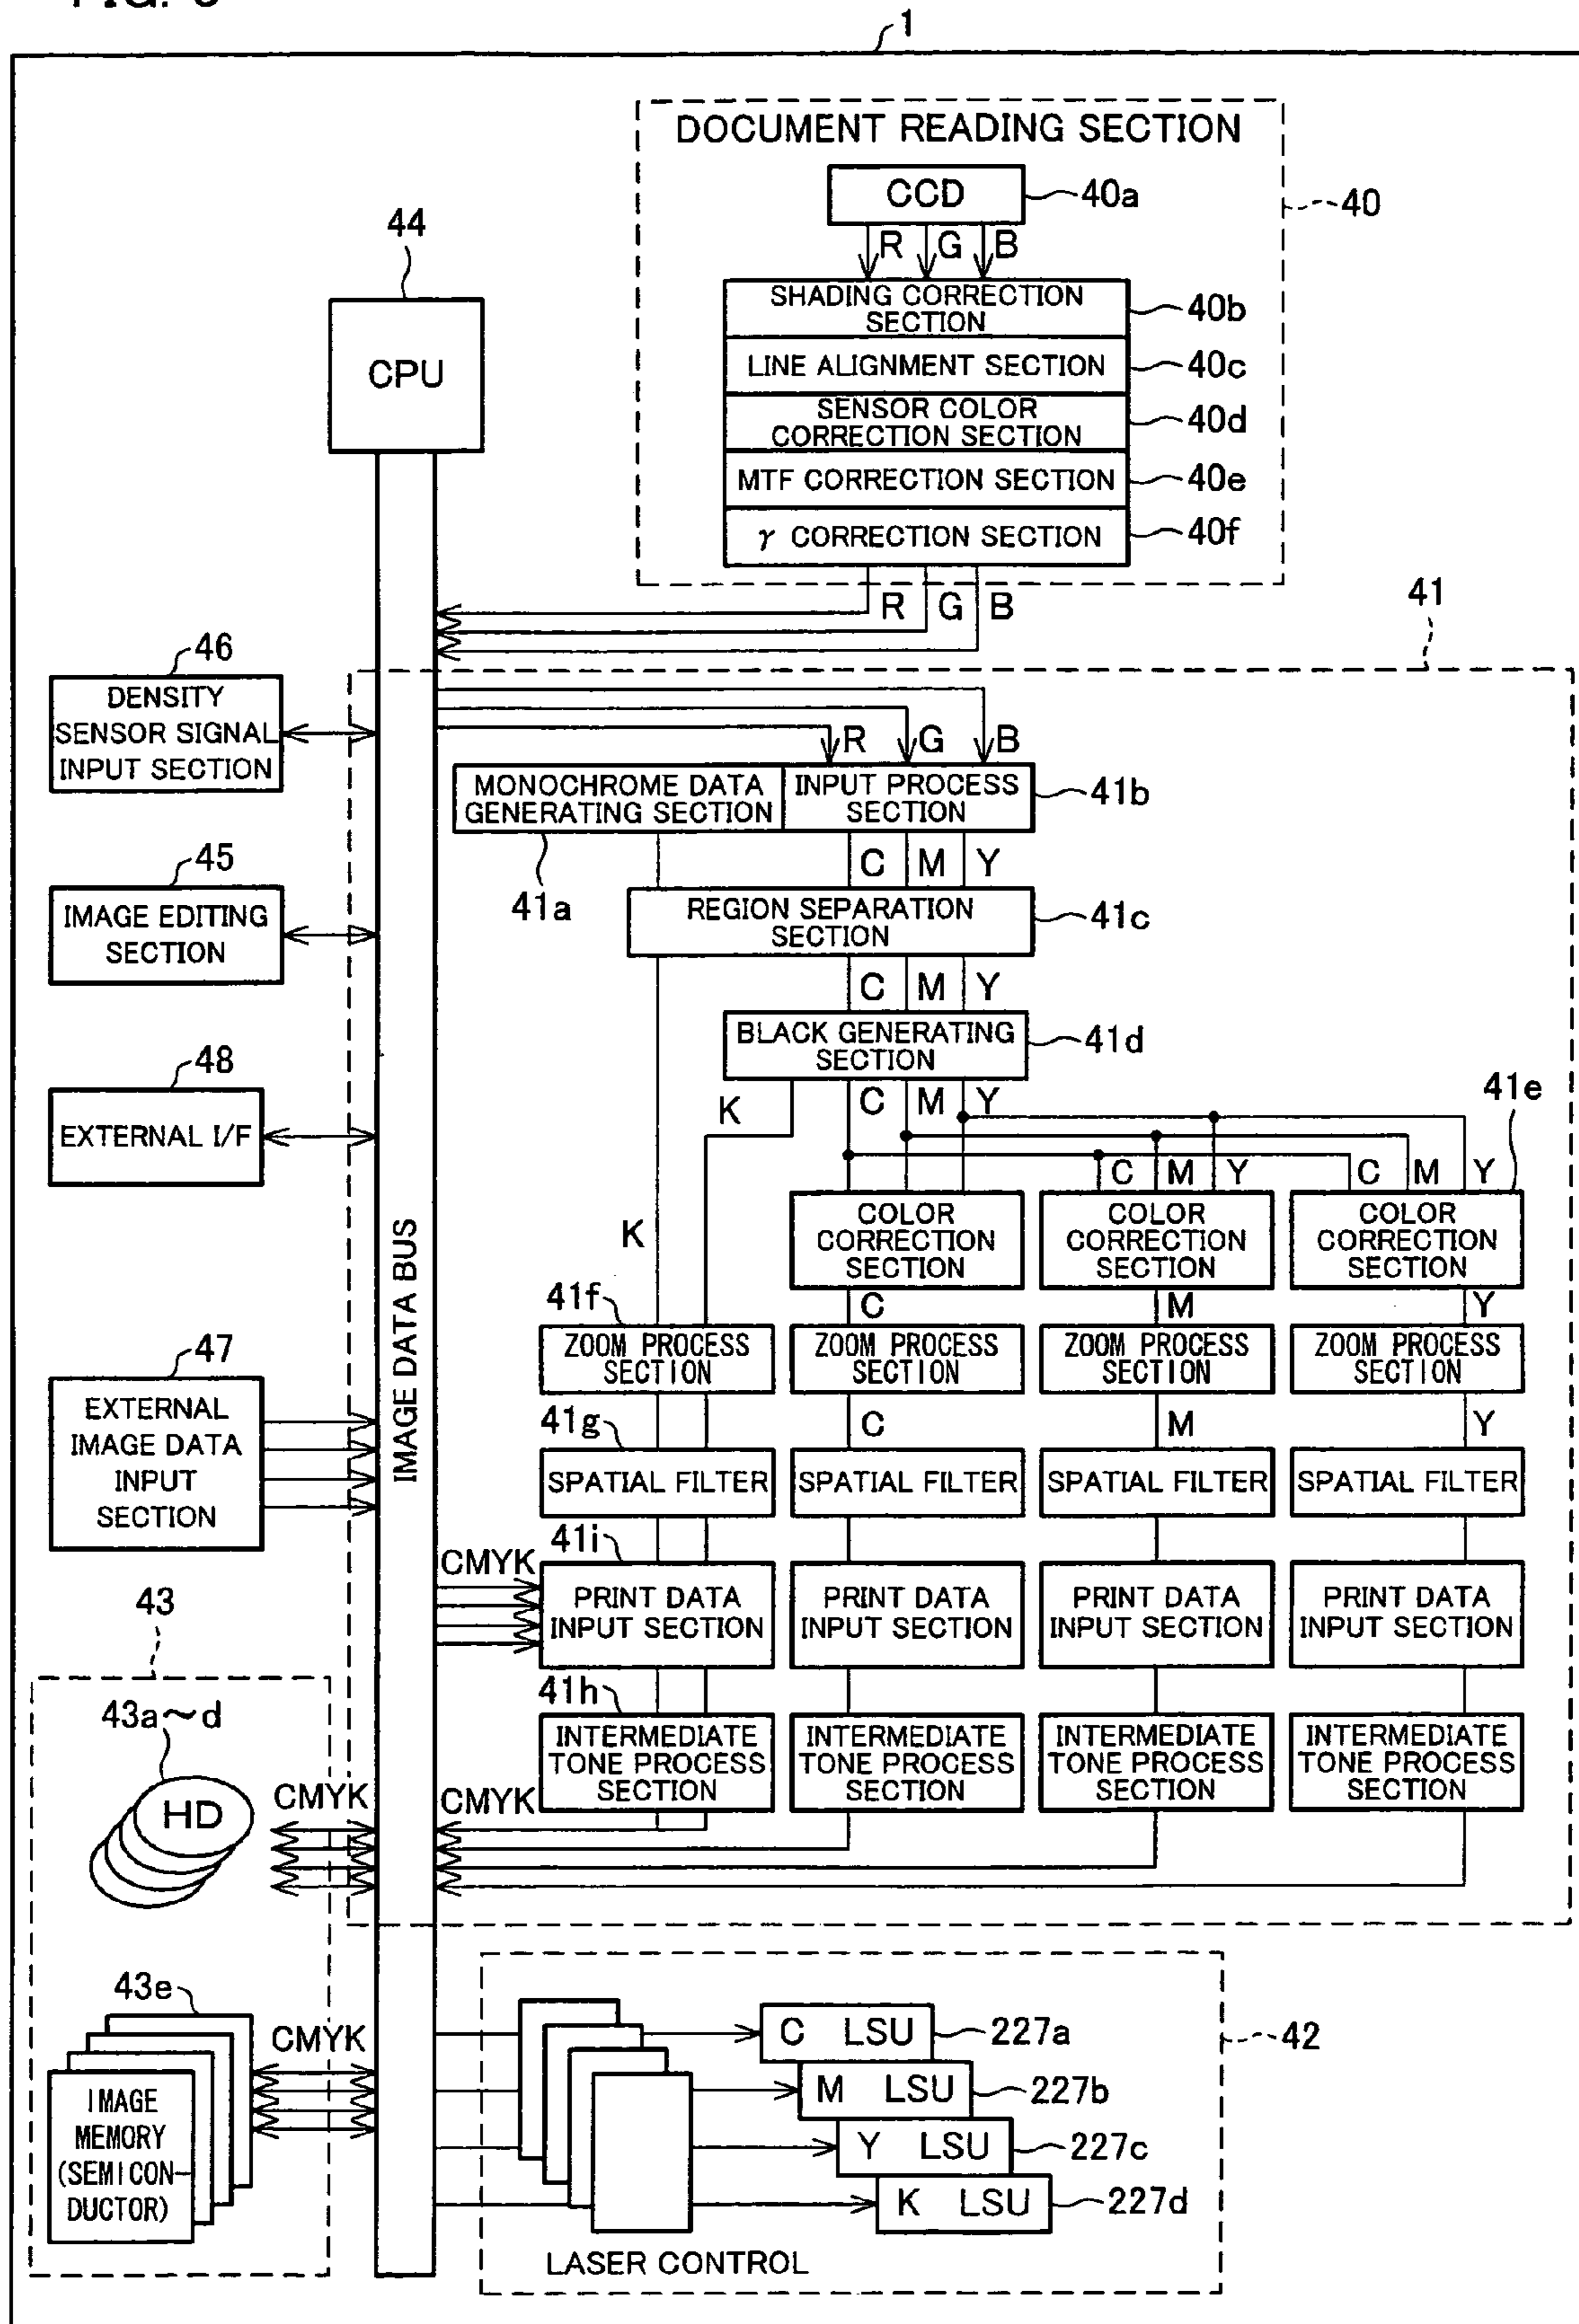 1
DOCUMENT READING SECTION
CCD
40a
40
R G B
44
CPU
SHADING CORRECTION
SECTION
40b
LINE ALIGNMENT SECTION
40c
SENSOR COLOR
CORRECTION SECTION
40d
MTF CORRECTION SECTION
40e
γ CORRECTION SECTION
40f
R G B
41
46
DENSITY
SENSOR SIGNAL
INPUT SECTION
R G B
MONOCHROME DATA
GENERATING SECTION
41a
INPUT PROCESS
SECTION
41b
C M Y
45
IMAGE EDITING
SECTION
REGION SEPARATION
SECTION
41c
C M Y
BLACK GENERATING
SECTION
41d
48
EXTERNAL I/F
K
C M Y
41e
C M Y
C M Y
K
COLOR
CORRECTION
SECTION
COLOR
CORRECTION
SECTION
COLOR
CORRECTION
SECTION
IMAGE DATA BUS
C
M
Y
41f
ZOOM PROCESS
SECTION
ZOOM PROCESS
SECTION
ZOOM PROCESS
SECTION
ZOOM PROCESS
SECTION
47
EXTERNAL
IMAGE DATA
INPUT
SECTION
C
M
Y
41g
SPATIAL FILTER
SPATIAL FILTER
SPATIAL FILTER
SPATIAL FILTER
CMYK
41i
PRINT DATA
INPUT SECTION
PRINT DATA
INPUT SECTION
PRINT DATA
INPUT SECTION
PRINT DATA
INPUT SECTION
41h
INTERMEDIATE
TONE PROCESS
SECTION
INTERMEDIATE
TONE PROCESS
SECTION
INTERMEDIATE
TONE PROCESS
SECTION
INTERMEDIATE
TONE PROCESS
SECTION
43
43a~d
HD
CMYK
CMYK
43e
CMYK
IMAGE
MEMORY
(SEMICON-
DUCTOR)
C LSU
227a
M LSU
227b
Y LSU
227c
K LSU
227d
42
LASER CONTROL